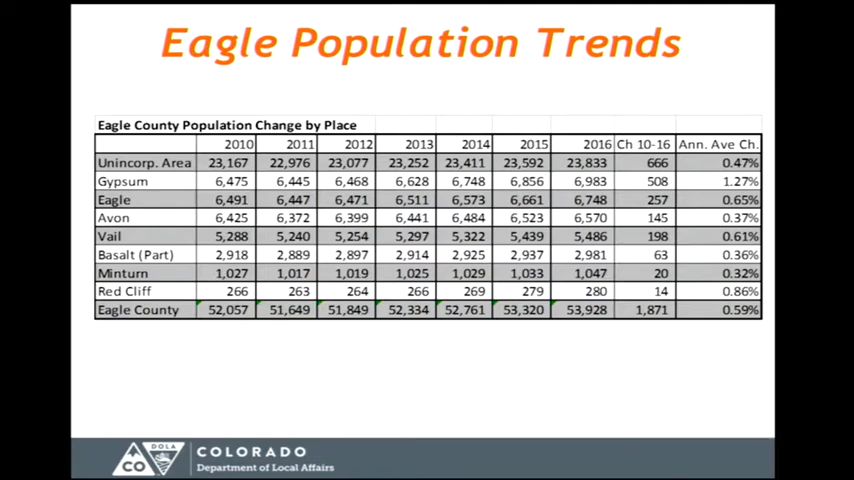 Eagle Population Trends
Eagle County Population Change by Place
2010 2011 2012 2013 2014 2015 2016 Ch 10-16 Ann. Ave Ch.
Unincorp. Area 23,167 22,976 23,077 23,252 23,411 23,592 23,833 666 0.47%
Gypsum 6,475 6,445 6,468 6,628 6,748 6,856 6,983 508 1.27%
Eagle 6,491 6,447 6,471 6,511 6,573 6,661 6,748 257 0.65%
Avon 6,425 6,372 6,399 6,441 6,484 6,523 6,570 145 0.37%
Vail 5,288 5,240 5,254 5,297 5,322 5,439 5,486 198 0.61%
Basalt (Part) 2,918 2,889 2,897 2,914 2,925 2,937 2,981 63 0.36%
Minturn 1,027 1,017 1,019 1,025 1,029 1,033 1,047 20 0.32%
Red Cliff 266 263 264 266 269 279 280 14 0.86%
Eagle County 52,057 51,649 51,849 52,334 52,761 53,320 53,928 1,871 0.59%
CO DOLA COLORADO
Department of Local Affairs